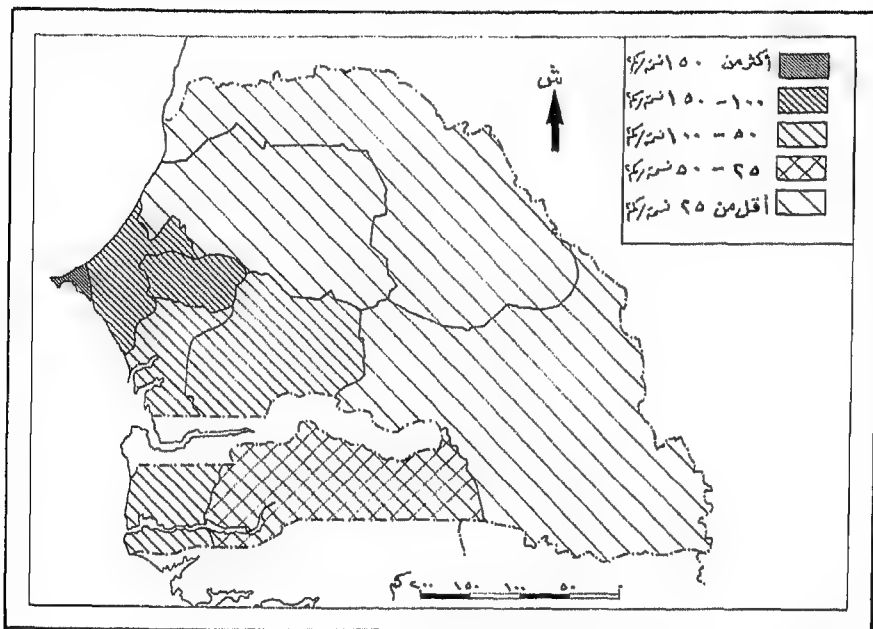 أكثر من ١٥٠ نسمة/كم٢
١٠٠ – ١٥٠ نسمة/كم٢
٥٠ – ١٠٠ نسمة/كم٢
٢٥ – ٥٠ نسمة/كم٢
أقل من ٢٥ نسمة/كم٢
ش
٠ ٥٠ ١٠٠ ١٥٠ ٢٠٠ كم